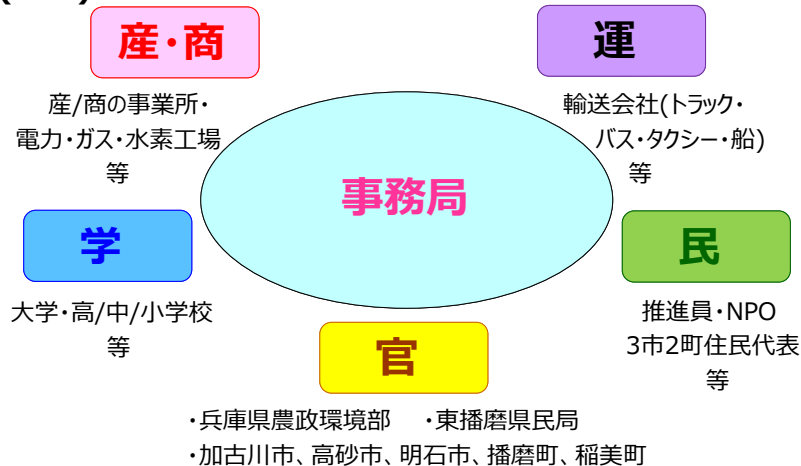 産・商
運
産/商の事業所・
電力・ガス・水素工場
等
輸送会社(トラック・
バス・タクシー・船)
等
事務局
学
民
大学・高/中/小学校
等
推進員・NPO
3市2町住民代表
等
官
・兵庫県農政環境部 ・東播磨県民局
・加古川市、高砂市、明石市、播磨町、稲美町